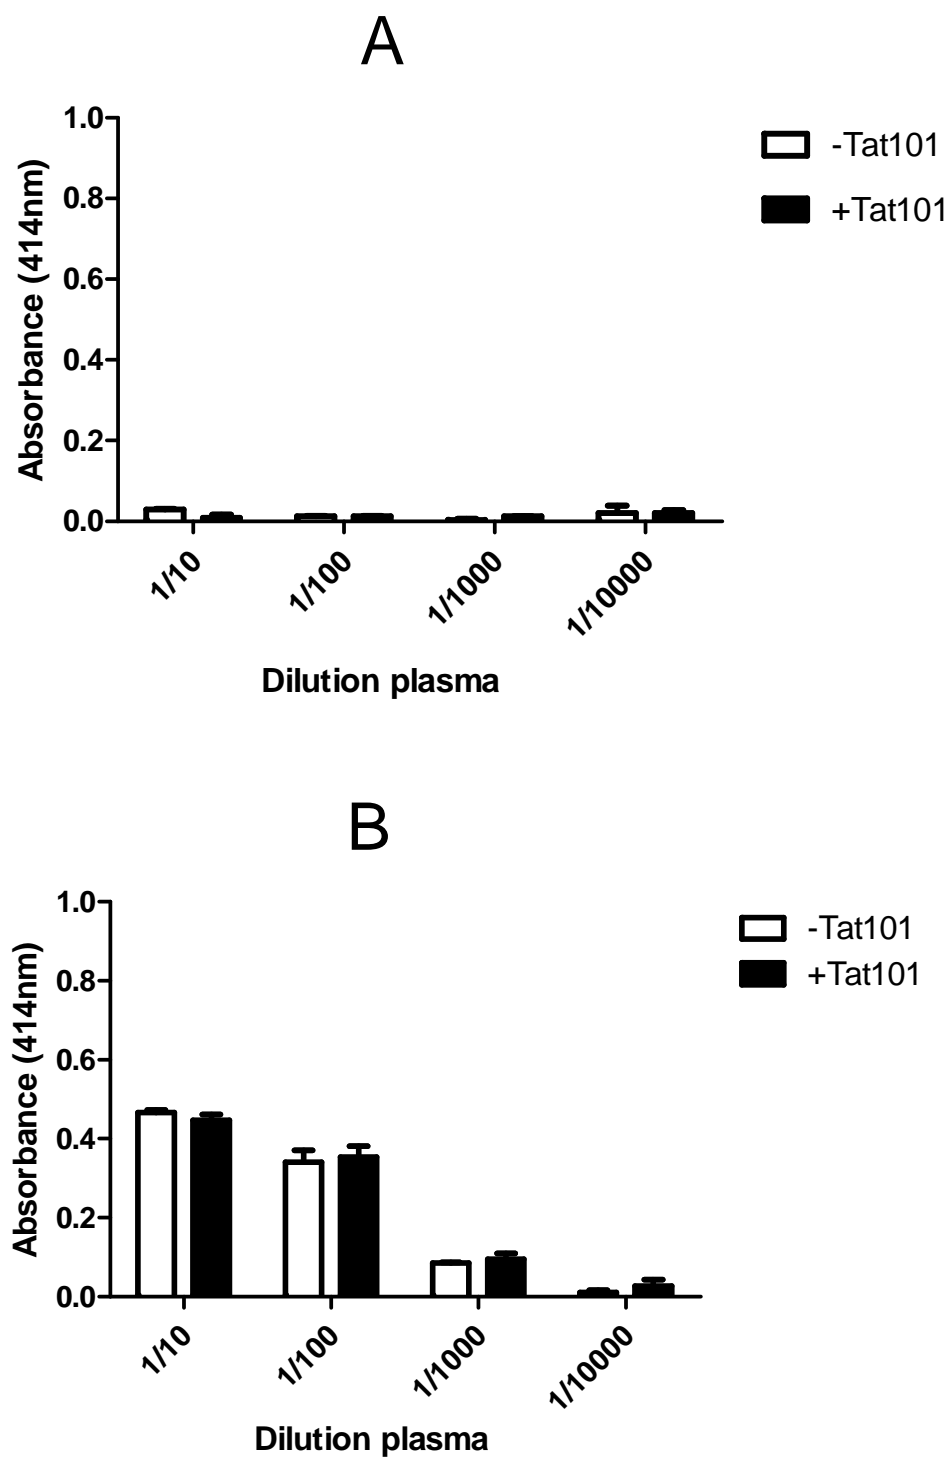 A
Absorbance (414nm)
1.0
0.8
0.6
0.4
0.2
0.0
-Tat101
+Tat101
1/10
1/100
1/1000
1/10000
Dilution plasma
B
Absorbance (414nm)
1.0
0.8
0.6
0.4
0.2
0.0
-Tat101
+Tat101
1/10
1/100
1/1000
1/10000
Dilution plasma